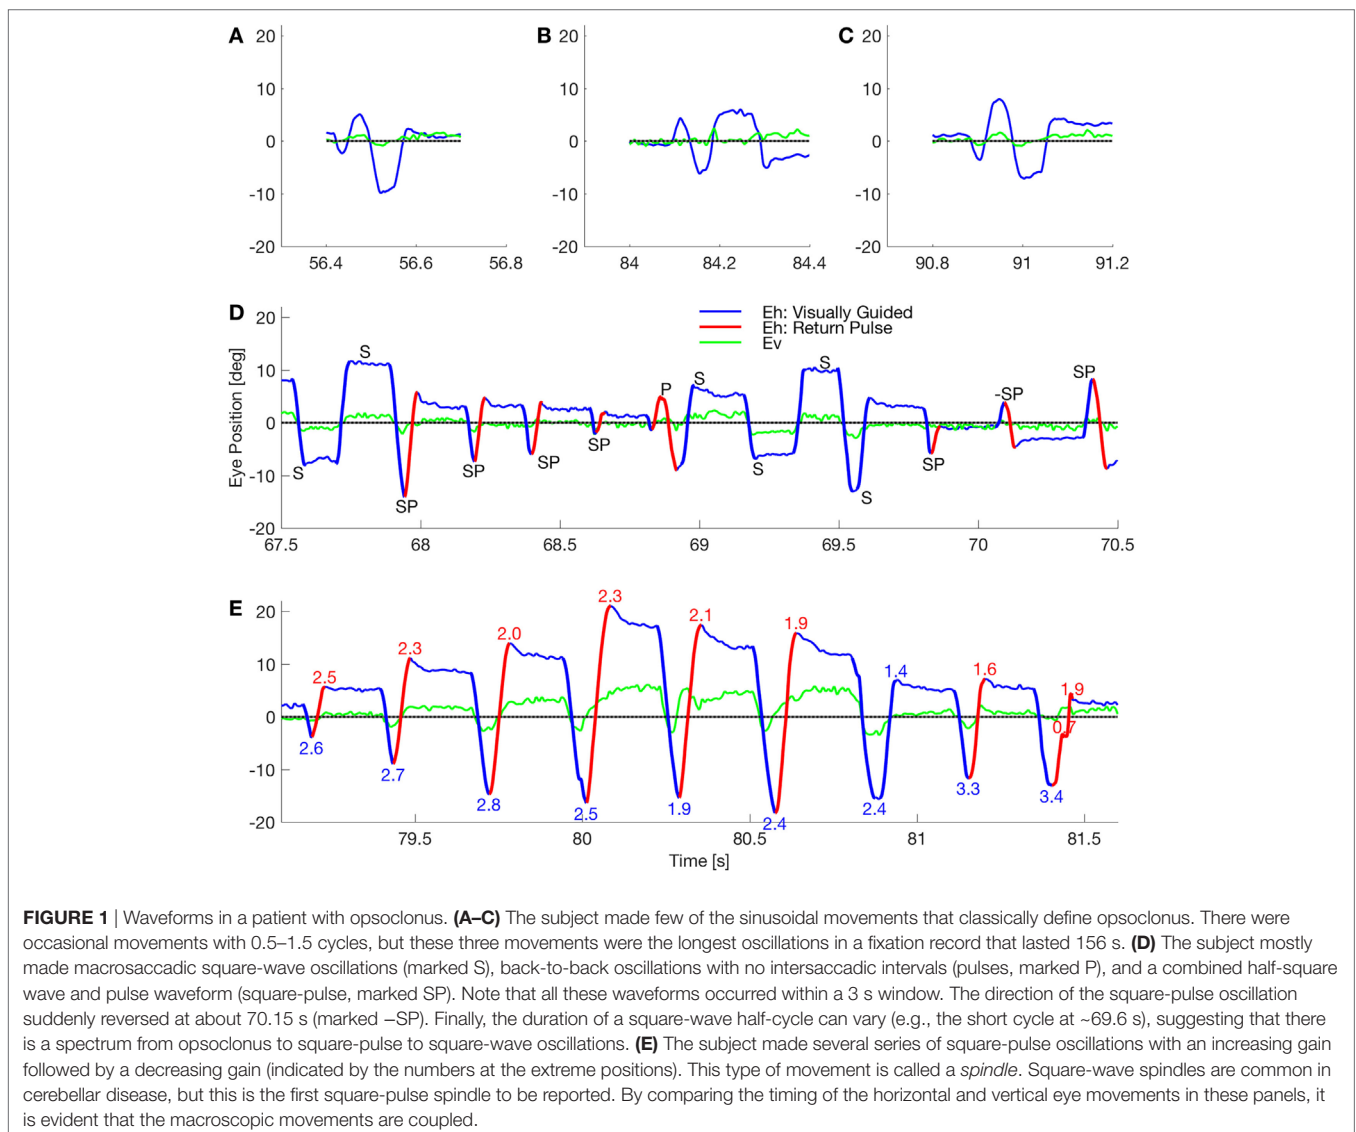 A
20
10
0
-10
-20
56.4 56.6 56.8
B
20
10
0
-10
-20
84 84.2 84.4
C
20
10
0
-10
-20
90.8 91 91.2
D
Eye Position [deg]
20
10
0
-10
-20
Eh: Visually Guided
Eh: Return Pulse
Ev
S
S
SP
SP
SP
SP
P
S
S
S
S
SP
-SP
SP
67.5 68 68.5 69 69.5 70 70.5
E
20
10
0
-10
-20
2.5 2.3 2.0 2.3 2.1 1.9 1.4 1.6 1.9
0.7
2.6 2.7 2.8 2.5 1.9 2.4 2.4 3.3 3.4
79.5 80 80.5 81 81.5
Time [s]
FIGURE 1 | Waveforms in a patient with opsoclonus. (A–C) The subject made few of the sinusoidal movements that classically define opsoclonus. There were
occasional movements with 0.5–1.5 cycles, but these three movements were the longest oscillations in a fixation record that lasted 156 s. (D) The subject mostly
made macrosaccadic square-wave oscillations (marked S), back-to-back oscillations with no intersaccadic intervals (pulses, marked P), and a combined half-square
wave and pulse waveform (square-pulse, marked SP). Note that all these waveforms occurred within a 3 s window. The direction of the square-pulse oscillation
suddenly reversed at about 70.15 s (marked –SP). Finally, the duration of a square-wave half-cycle can vary (e.g., the short cycle at ~69.6 s), suggesting that there
is a spectrum from opsoclonus to square-pulse to square-wave oscillations. (E) The subject made several series of square-pulse oscillations with an increasing gain
followed by a decreasing gain (indicated by the numbers at the extreme positions). This type of movement is called a spindle. Square-wave spindles are common in
cerebellar disease, but this is the first square-pulse spindle to be reported. By comparing the timing of the horizontal and vertical eye movements in these panels, it
is evident that the macroscopic movements are coupled.